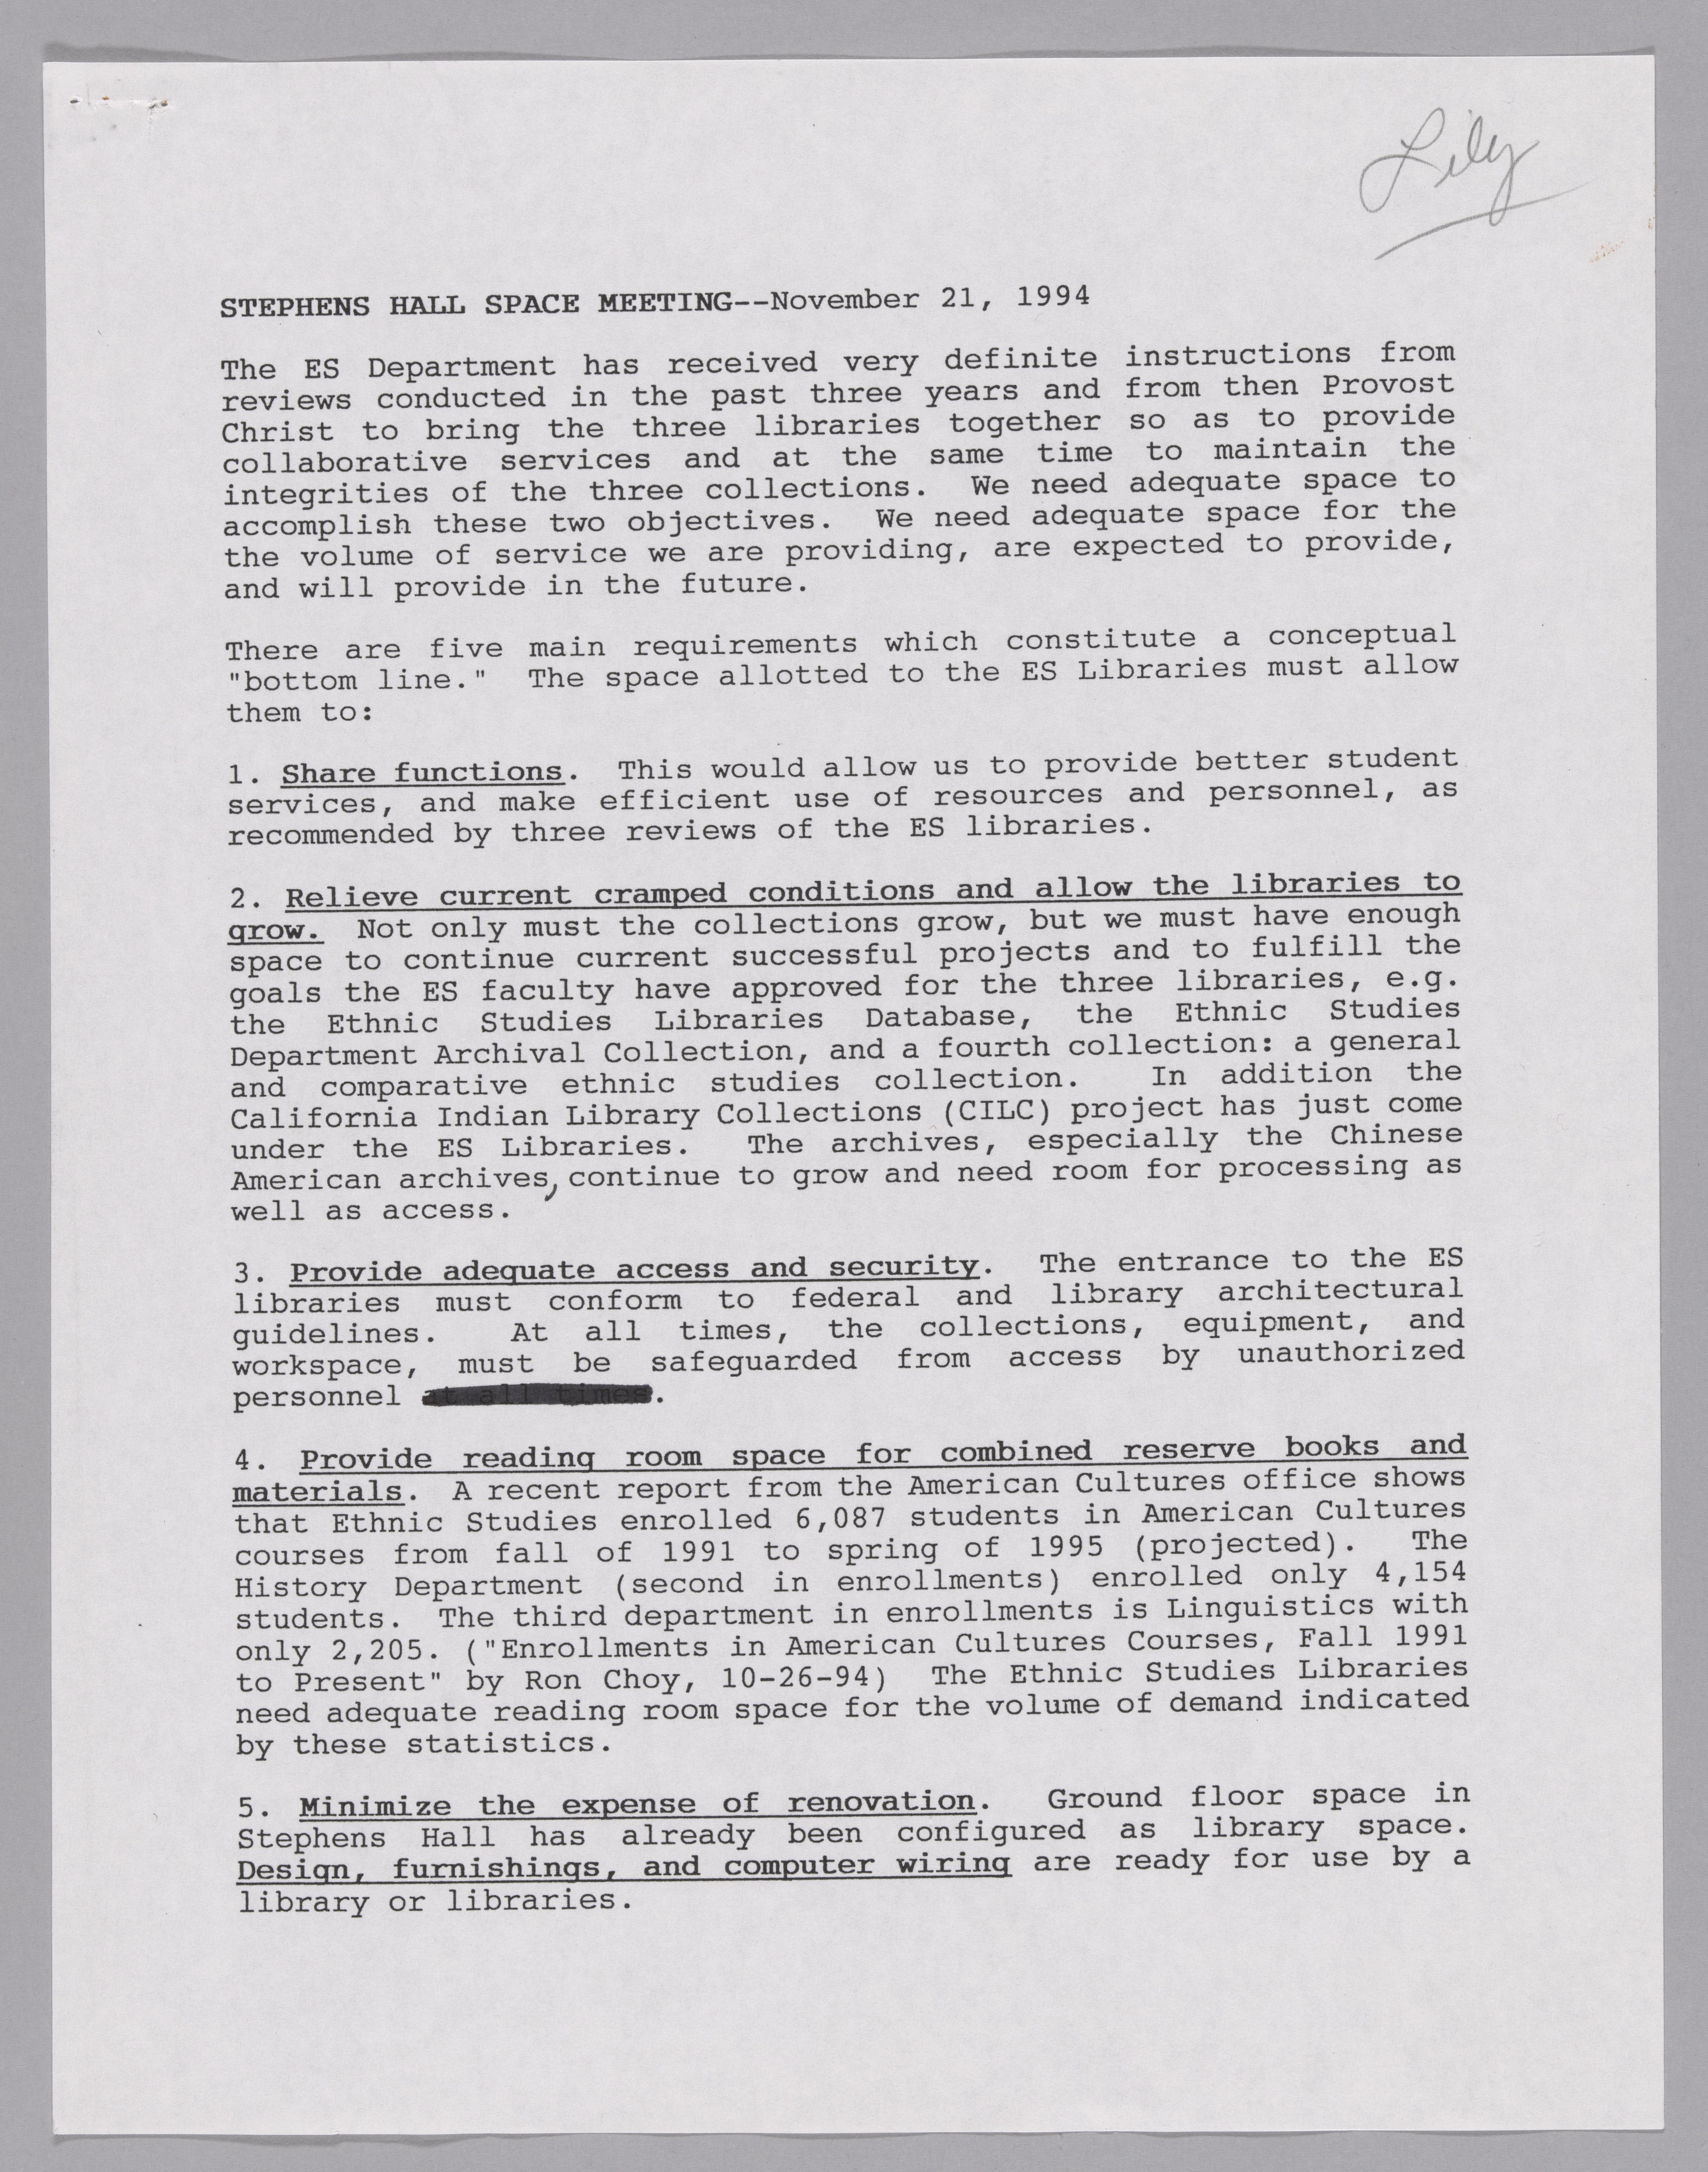 Lily
STEPHENS HALL SPACE MEETING--November 21, 1994
The ES Department has received very definite instructions from
reviews conducted in the past three years and from then Provost
Christ to bring the three libraries together so as to provide
collaborative services and at the same time to maintain the
integrities of the three collections. We need adequate space to
accomplish these two objectives. We need adequate space for the
the volume of service we are providing, are expected to provide,
and will provide in the future.
There are five main requirements which constitute a conceptual
"bottom line." The space allotted to the ES Libraries must allow
them to:
1. Share functions. This would allow us to provide better student
services, and make efficient use of resources and personnel, as
recommended by three reviews of the ES libraries.
2. Relieve current cramped conditions and allow the libraries to
grow. Not only must the collections grow, but we must have enough
space to continue current successful projects and to fulfill the
goals the ES faculty have approved for the three libraries, e.g.
the Ethnic Studies Libraries Database, the Ethnic Studies
Department Archival Collection, and a fourth collection: a general
and comparative ethnic studies collection. In addition the
California Indian Library Collections (CILC) project has just come
under the ES Libraries. The archives, especially the Chinese
American archives, continue to grow and need room for processing as
well as access.
3. Provide adequate access and security. The entrance to the ES
libraries must conform to federal and library architectural
guidelines. At all times, the collections, equipment, and
workspace, must be safeguarded from access by unauthorized
personnel at all times.
4. Provide reading room space for combined reserve books and
materials. A recent report from the American Cultures office shows
that Ethnic Studies enrolled 6,087 students in American Cultures
courses from fall of 1991 to spring of 1995 (projected). The
History Department (second in enrollments) enrolled only 4,154
students. The third department in enrollments is Linguistics with
only 2,205. ("Enrollments in American Cultures Courses, Fall 1991
to Present" by Ron Choy, 10-26-94) The Ethnic Studies Libraries
need adequate reading room space for the volume of demand indicated
by these statistics.
5. Minimize the expense of renovation. Ground floor space in
Stephens Hall has already been configured as library space.
Design, furnishings, and computer wiring are ready for use by a
library or libraries.